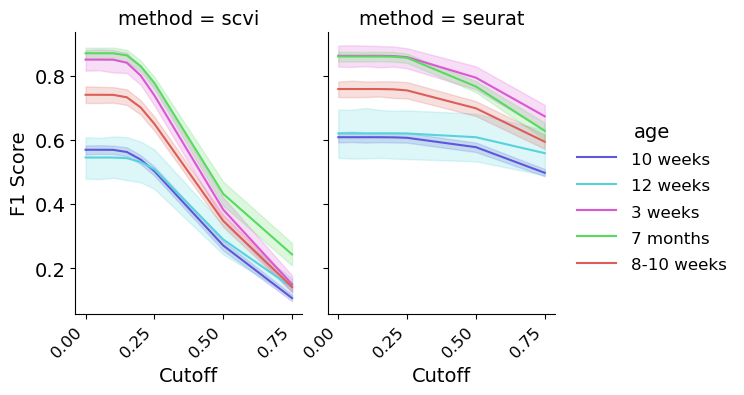 method = scvi
method = seurat
F1 Score
0.8
0.6
0.4
0.2
0.00
0.25
0.50
0.75
0.00
0.25
0.50
0.75
Cutoff
Cutoff
age
10 weeks
12 weeks
3 weeks
7 months
8-10 weeks